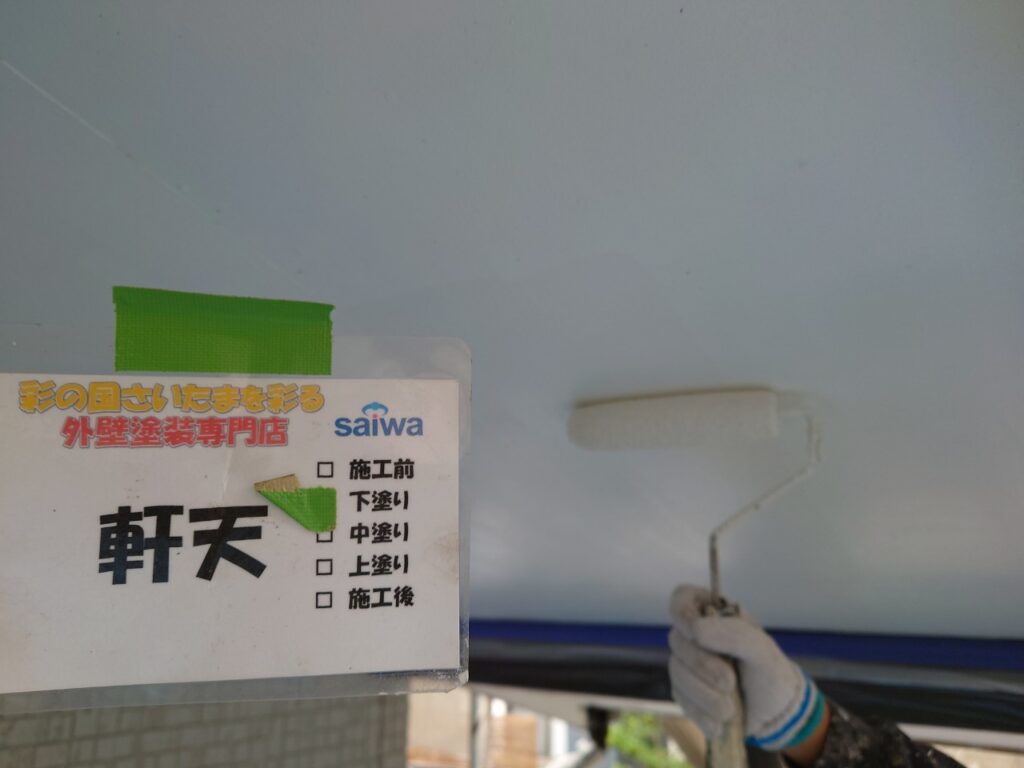 彩の国さいたまを彩る
外壁塗装専門店
saiwa
軒天
□ 施工前
下塗り
□ 中塗り
□ 上塗り
□ 施工後